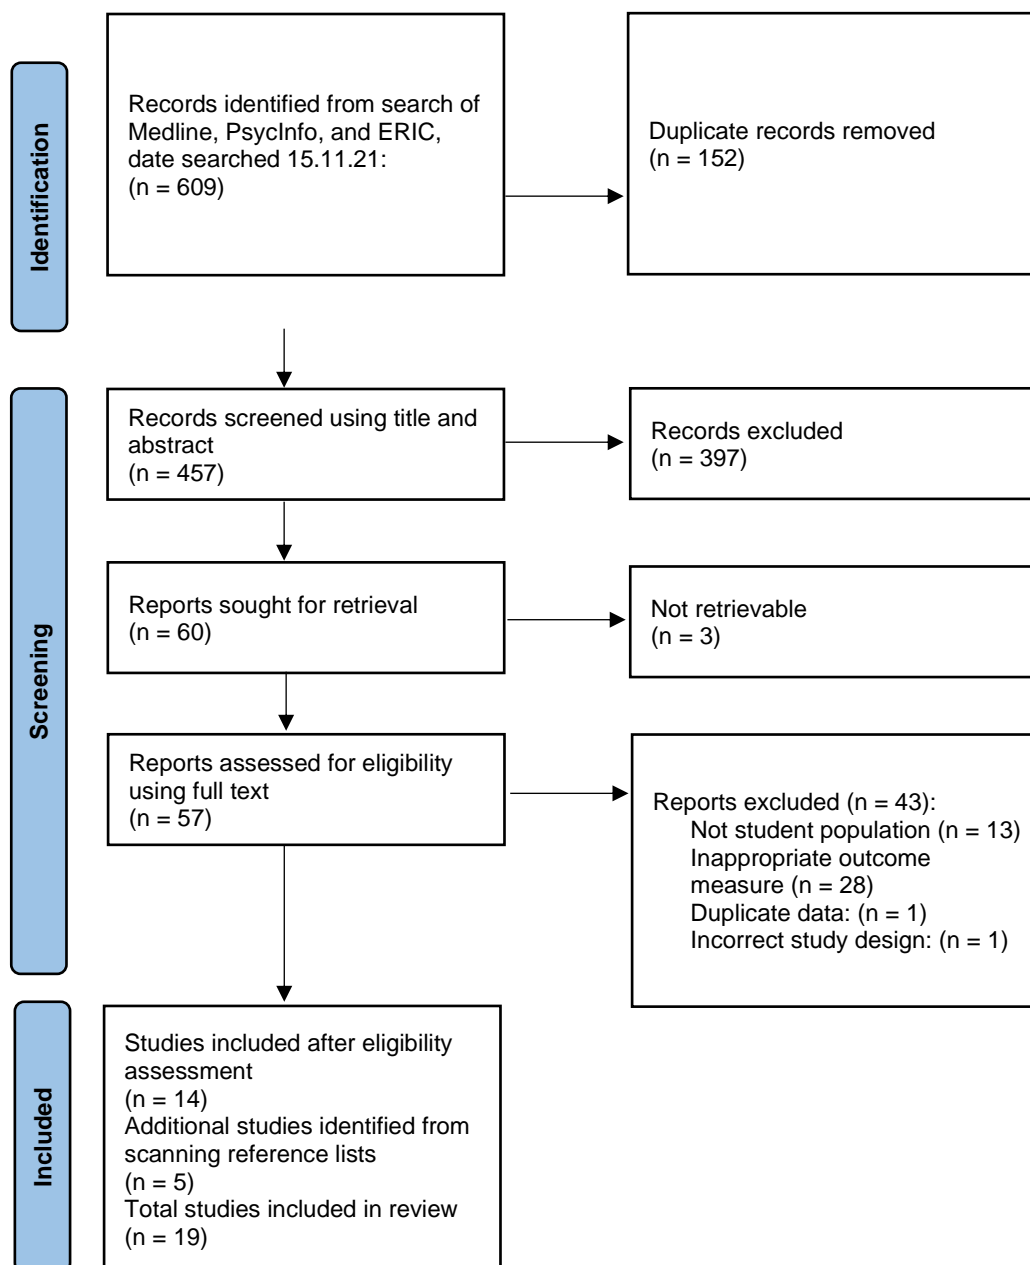 Identification
Records identified from search of
Medline, PsycInfo, and ERIC,
date searched 15.11.21:
(n = 609)
Duplicate records removed
(n = 152)
Screening
Records screened using title and
abstract
(n = 457)
Records excluded
(n = 397)
Reports sought for retrieval
(n = 60)
Not retrievable
(n = 3)
Reports assessed for eligibility
using full text
(n = 57)
Reports excluded (n = 43):
Not student population (n = 13)
Inappropriate outcome
measure (n = 28)
Duplicate data: (n = 1)
Incorrect study design: (n = 1)
Included
Studies included after eligibility
assessment
(n = 14)
Additional studies identified from
scanning reference lists
(n = 5)
Total studies included in review
(n = 19)